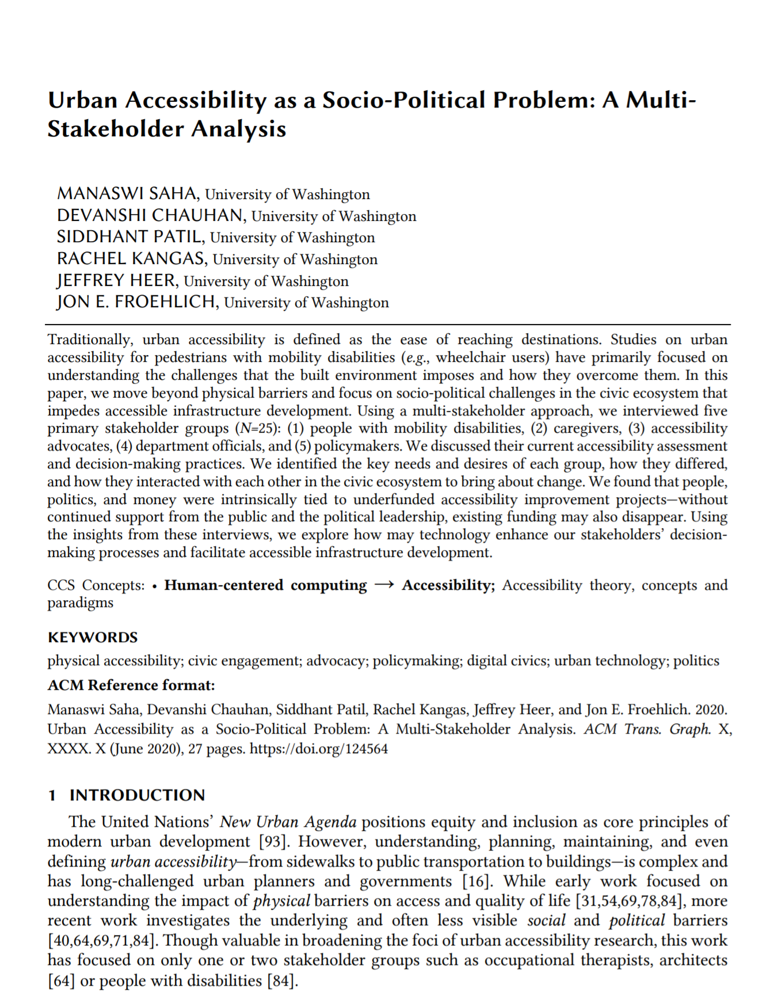 Urban Accessibility as a Socio-Political Problem: A Multi-
Stakeholder Analysis
MANASWI SAHA, University of Washington
DEVANSHI CHAUHAN, University of Washington
SIDDHANT PATIL, University of Washington
RACHEL KANGAS, University of Washington
JEFFREY HEER, University of Washington
JON E. FROEHLICH, University of Washington
Traditionally, urban accessibility is defined as the ease of reaching destinations. Studies on urban
accessibility for pedestrians with mobility disabilities (e.g., wheelchair users) have primarily focused on
understanding the challenges that the built environment imposes and how they overcome them. In this
paper, we move beyond physical barriers and focus on socio-political challenges in the civic ecosystem that
impedes accessible infrastructure development. Using a multi-stakeholder approach, we interviewed five
primary stakeholder groups (N=25): (1) people with mobility disabilities, (2) caregivers, (3) accessibility
advocates, (4) department officials, and (5) policymakers. We discussed their current accessibility assessment
and decision-making practices. We identified the key needs and desires of each group, how they differed,
and how they interacted with each other in the civic ecosystem to bring about change. We found that people,
politics, and money were intrinsically tied to underfunded accessibility improvement projects—without
continued support from the public and the political leadership, existing funding may also disappear. Using
the insights from these interviews, we explore how may technology enhance our stakeholders’ decision-
making processes and facilitate accessible infrastructure development.
CCS Concepts: • Human-centered computing → Accessibility; Accessibility theory, concepts and
paradigms
KEYWORDS
physical accessibility; civic engagement; advocacy; policymaking; digital civics; urban technology; politics
ACM Reference format:
Manaswi Saha, Devanshi Chauhan, Siddhant Patil, Rachel Kangas, Jeffrey Heer, and Jon E. Froehlich. 2020.
Urban Accessibility as a Socio-Political Problem: A Multi-Stakeholder Analysis. ACM Trans. Graph. X,
XXXX. X (June 2020), 27 pages. https://doi.org/124564
1 INTRODUCTION
The United Nations’ New Urban Agenda positions equity and inclusion as core principles of
modern urban development [93]. However, understanding, planning, maintaining, and even
defining urban accessibility—from sidewalks to public transportation to buildings—is complex and
has long-challenged urban planners and governments [16]. While early work focused on
understanding the impact of physical barriers on access and quality of life [31,54,69,78,84], more
recent work investigates the underlying and often less visible social and political barriers
[40,64,69,71,84]. Though valuable in broadening the foci of urban accessibility research, this work
has focused on only one or two stakeholder groups such as occupational therapists, architects
[64] or people with disabilities [84].